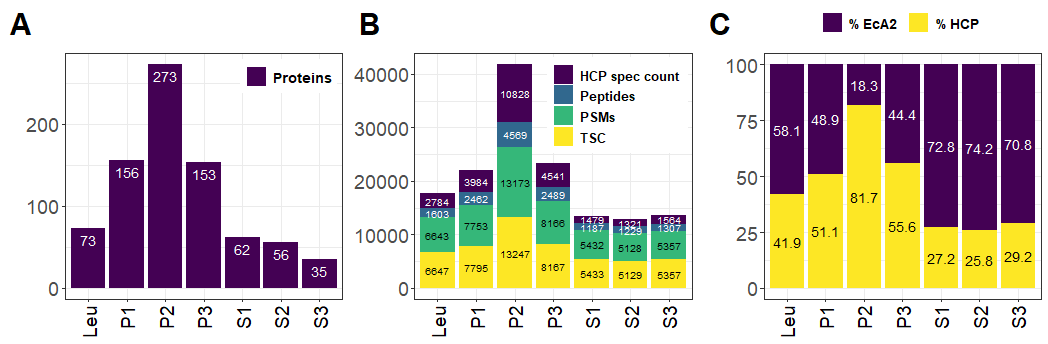 A
Proteins
200
100
0
73
156
273
153
62
56
35
Leu P1 P2 P3 S1 S2 S3
B
HCP spec count
Peptides
PSMs
TSC
40000
30000
20000
10000
0
2784 3984 10828 4541 1479 1321 1564
1603 2462 4569 2489 1187 1229 1307
6643 7753 13173 8166 5432 5128 5357
6647 7795 13247 8167 5433 5129 5357
Leu P1 P2 P3 S1 S2 S3
C
% EcA2 % HCP
100
75
50
25
0
58.1 48.9 18.3 44.4 72.8 74.2 70.8
41.9 51.1 81.7 55.6 27.2 25.8 29.2
Leu P1 P2 P3 S1 S2 S3